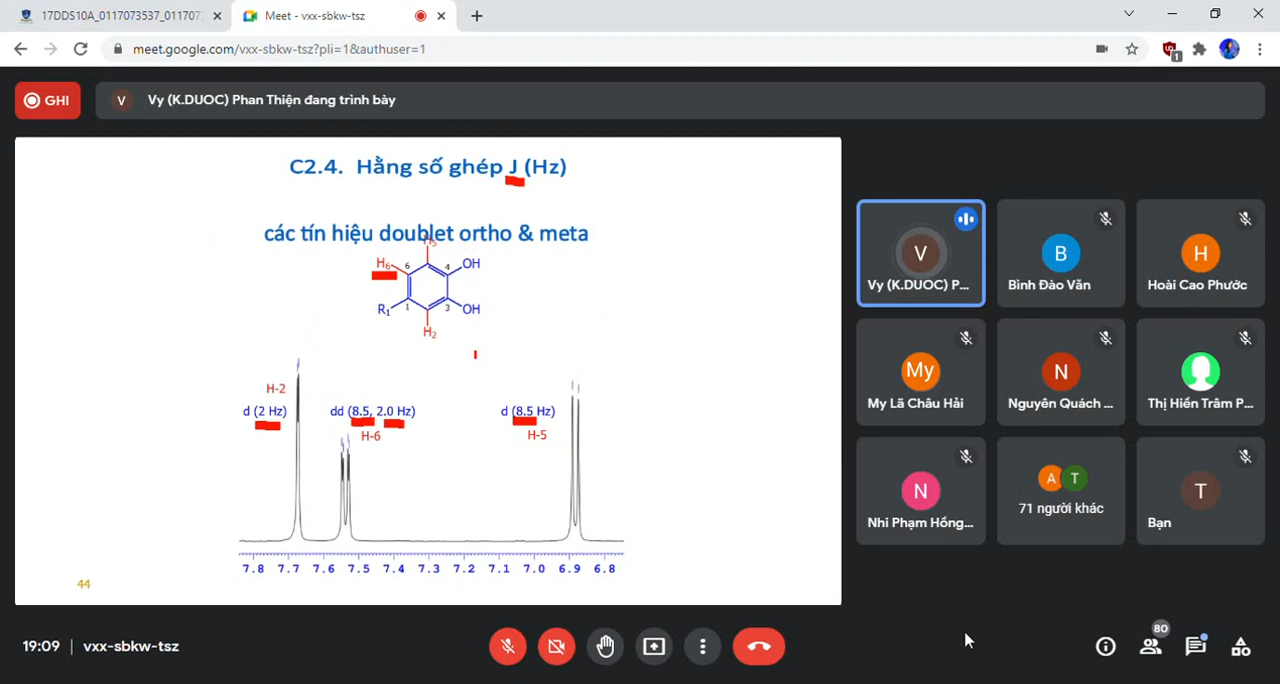 17DDS10A_0117073537_01170
Meet - vxx-sbkw-tsz
meet.google.com/vxx-sbkw-tsz?pli=1&authuser=1
1
GHI
V
Vy (K.DUOC) Phan Thiện đang trình bày
C2.4. Hằng số ghép J (Hz)
các tín hiệu doublet ortho & meta
H5
H6
6
4
OH
R1
1
3
OH
H2
H-2
d (2 Hz)
dd (8.5, 2.0 Hz)
d (8.5 Hz)
H-6
H-5
7.8 7.7 7.6 7.5 7.4 7.3 7.2 7.1 7.0 6.9 6.8
44
V
Vy (K.DUOC) P...
B
Bình Đào Văn
H
Hoài Cao Phước
My
My Lã Châu Hải
N
Nguyên Quách ...
Thị Hiền Trâm P...
N
Nhi Phạm Hồng...
A
T
71 người khác
T
Bạn
19:09
vxx-sbkw-tsz
80